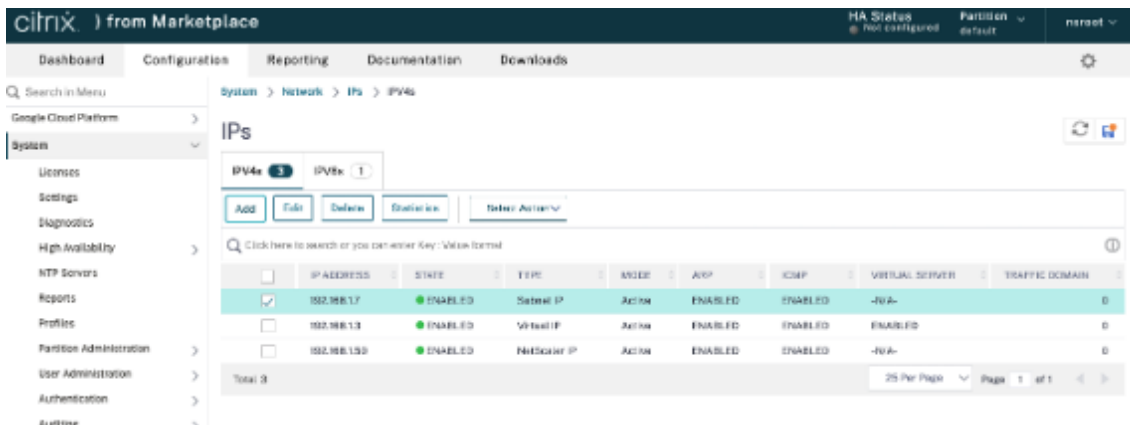 citrix. ) from Marketplace
HA Status
Not configured
Partition
default
nsroot
Dashboard Configuration Reporting Documentation Downloads
Search in Menu
Google Cloud Platform
System
Licenses
Settings
Diagnostics
High Availability
NTP Servers
Reports
Profiles
Partition Administration
User Administration
Authentication
Auditing
System > Network > IPs > IPV4s
IPs
IPV4s 3 IPV6s 1
Add Edit Delete Statistics Select Action
Click here to search or you can enter Key : Value format
IP ADDRESS STATE TYPE MODE ARP ICMP VIRTUAL SERVER TRAFFIC DOMAIN
192.168.1.7 ENABLED Subnet IP Active ENABLED ENABLED -N/A- 0
192.168.1.3 ENABLED Virtual IP Active ENABLED ENABLED ENABLED 0
192.168.1.50 ENABLED NetScaler IP Active ENABLED ENABLED -N/A- 0
Total 3
25 Per Page Page 1 of 1